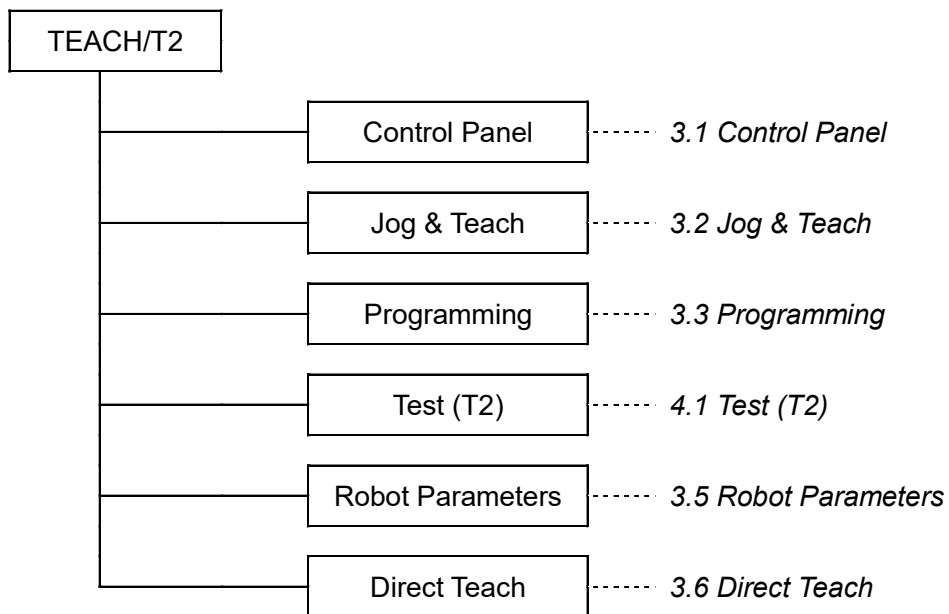 TEACH/T2
Control Panel 3.1 Control Panel
Jog & Teach 3.2 Jog & Teach
Programming 3.3 Programming
Test (T2) 4.1 Test (T2)
Robot Parameters 3.5 Robot Parameters
Direct Teach 3.6 Direct Teach